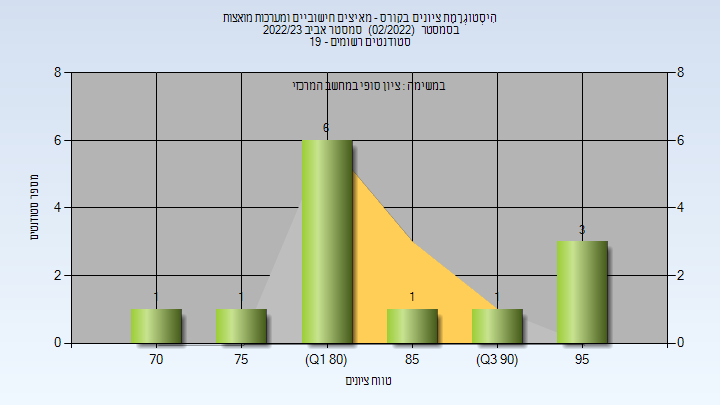 היסטוגרמת ציונים בקורס - מאיצים חישוביים ומערכות מואצות
בסמסטר (02/2022) סמסטר אביב 2022/23
סטודנטים רשומים - 19
במשימה : ציון סופי במחשב המרכזי
8 8
6 6
4 4
2 2
0 0
1 1 6 1 1 3
70 75 (Q1 80) 85 (Q3 90) 95
מספר סטודנטים
טווח ציונים